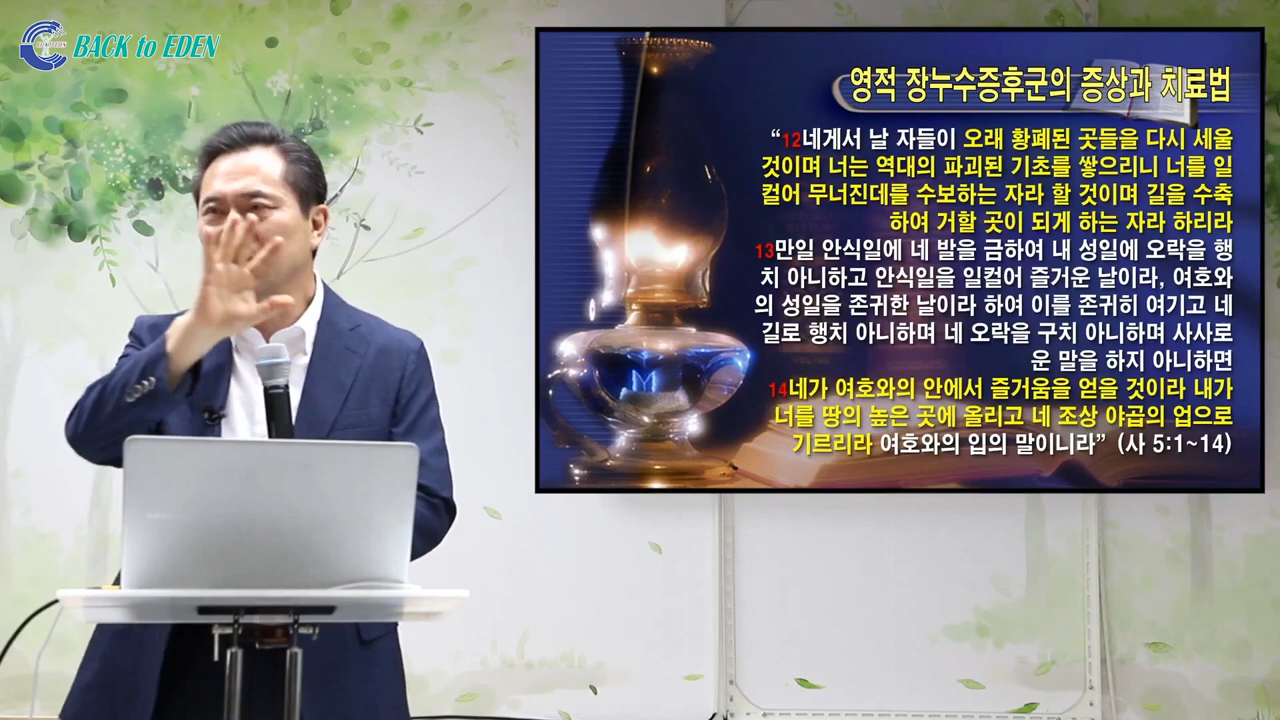 BACK to EDEN
영적 장누수증후군의 증상과 치료법
“12네게서 날 자들이 오래 황폐된 곳들을 다시 세울
것이며 너는 역대의 파괴된 기초를 쌓으리니 너를 일
컬어 무너진데를 수보하는 자라 할 것이며 길을 수축
하여 거할 곳이 되게 하는 자라 하리라
13만일 안식일에 네 발을 금하여 내 성일에 오락을 행
치 아니하고 안식일을 일컬어 즐거운 날이라, 여호와
의 성일을 존귀한 날이라 하여 이를 존귀히 여기고 네
길로 행치 아니하며 네 오락을 구치 아니하며 사사로
운 말을 하지 아니하면
14네가 여호와의 안에서 즐거움을 얻을 것이라 내가
너를 땅의 높은 곳에 올리고 네 조상 야곱의 업으로
기르리라 여호와의 입의 말이니라” (사 5:1~14)